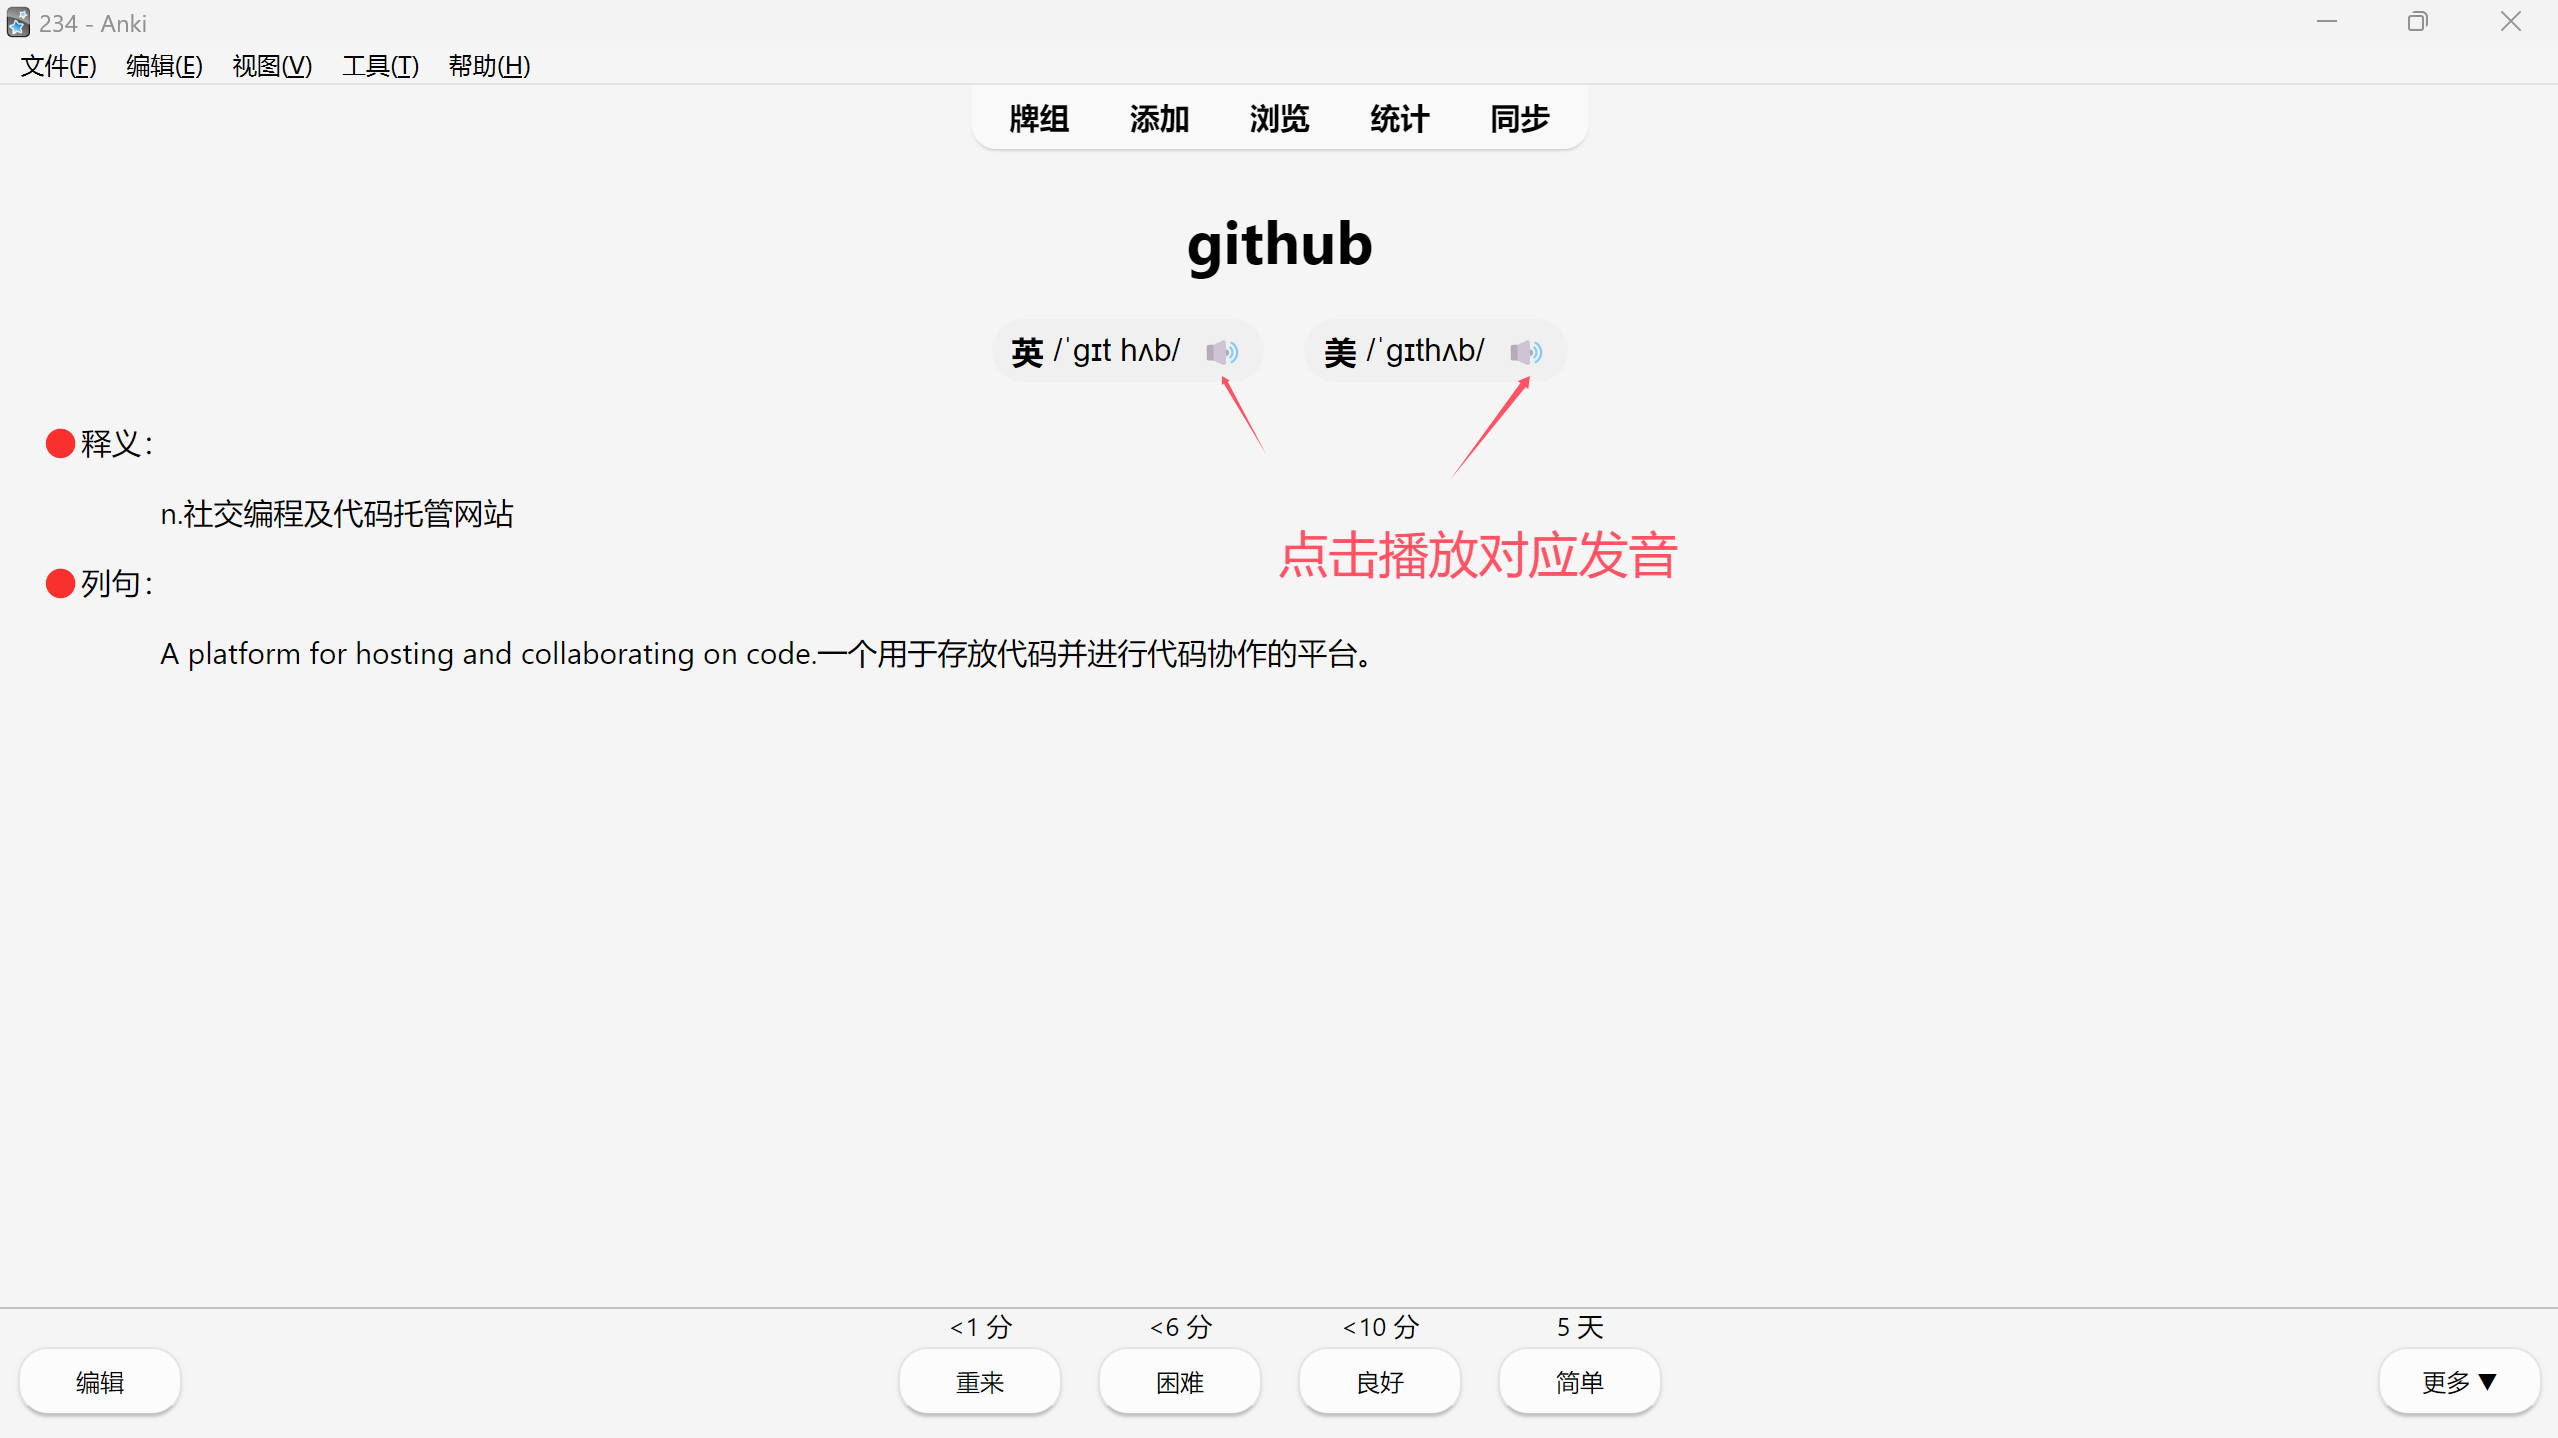 234 - Anki
文件(F) 编辑(E) 视图(V) 工具(T) 帮助(H)
牌组 添加 浏览 统计 同步
github
英 /ˈɡɪt hʌb/ 美 /ˈɡɪthʌb/
释义：
n.社交编程及代码托管网站
点击播放对应发音
列句：
A platform for hosting and collaborating on code.一个用于存放代码并进行代码协作的平台。
<1 分 <6 分 <10 分 5 天
编辑 重来 困难 良好 简单 更多 ▼